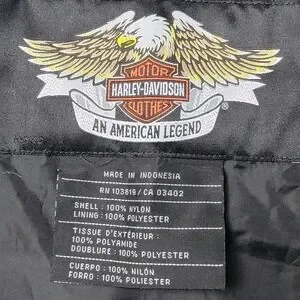 MOTOR
HARLEY-DAVIDSON
CLOTHES
®
AN AMERICAN LEGEND
MADE IN INDONESIA
RN 103819/ CA 03402
SHELL : 100% NYLON
LINING : 100% POLYESTER
TISSUE D'EXTÉRIEUR :
100% POLYAMIDE
DOUBLURE : 100% POLYESTER
CUERPO : 100% NILÓN
FORRO : 100% POLIESTER